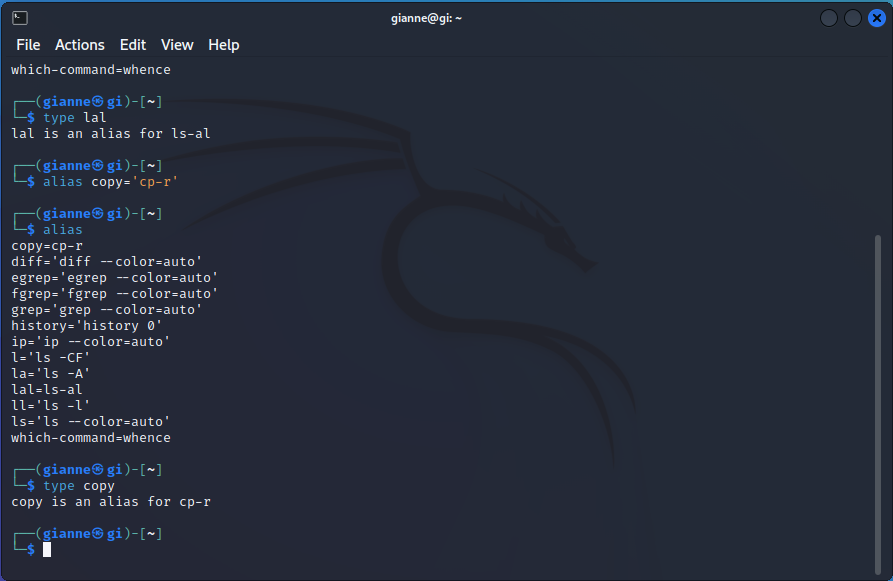 gianne@gi: ~
File Actions Edit View Help
which-command=whence
┌──(gianne㉿gi)-[~]
└─$ type lal
lal is an alias for ls-al
┌──(gianne㉿gi)-[~]
└─$ alias copy='cp-r'
┌──(gianne㉿gi)-[~]
└─$ alias
copy=cp-r
diff='diff --color=auto'
egrep='egrep --color=auto'
fgrep='fgrep --color=auto'
grep='grep --color=auto'
history='history 0'
ip='ip --color=auto'
l='ls -CF'
la='ls -A'
lal=ls-al
ll='ls -l'
ls='ls --color=auto'
which-command=whence
┌──(gianne㉿gi)-[~]
└─$ type copy
copy is an alias for cp-r
┌──(gianne㉿gi)-[~]
└─$